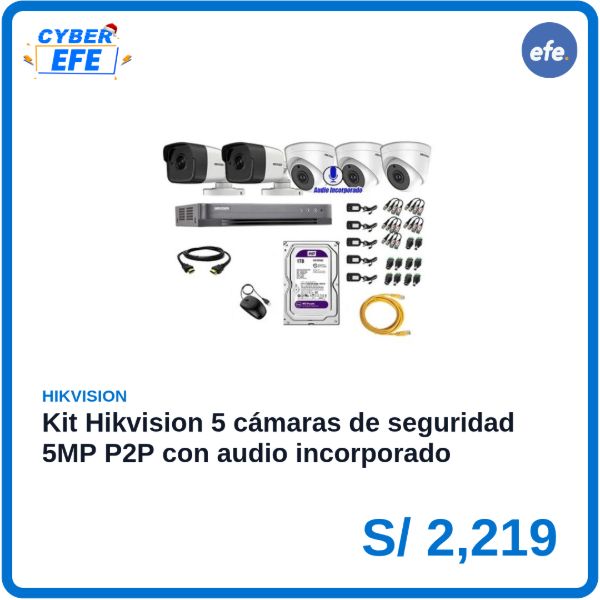 CYBER
EFE
efe.
Audio Incorporado
1TB
HIKVISION
Kit Hikvision 5 cámaras de seguridad
5MP P2P con audio incorporado
S/ 2,219